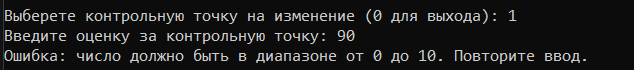 Выберете контрольную точку на изменение (0 для выхода): 1
Введите оценку за контрольную точку: 90
Ошибка: число должно быть в диапазоне от 0 до 10. Повторите ввод.